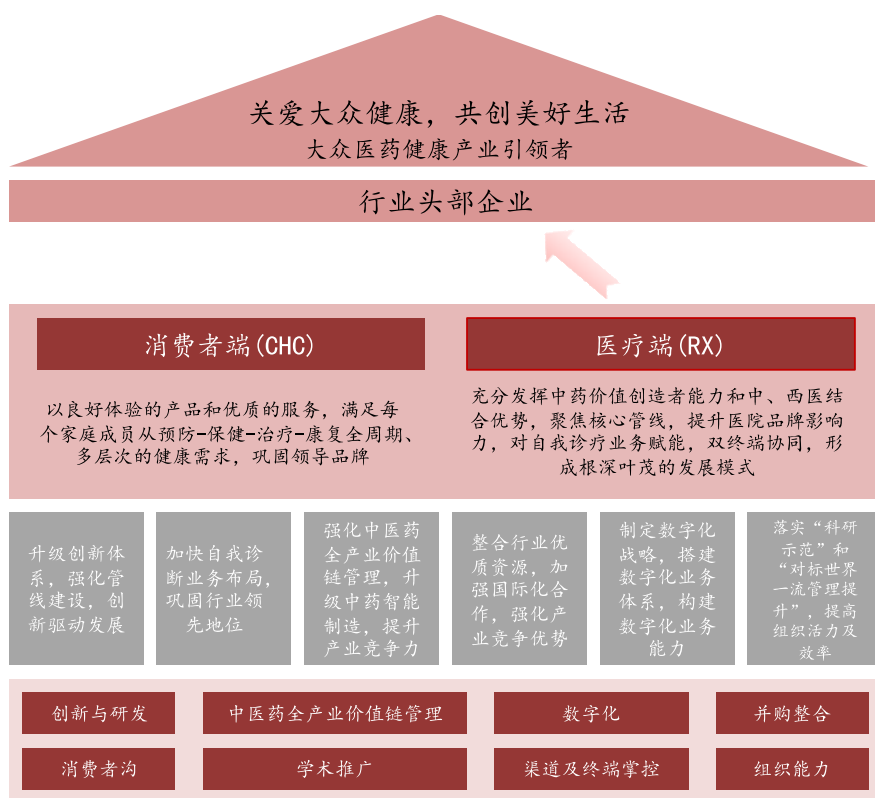 关爱大众健康，共创美好生活
大众医药健康产业引领者
行业头部企业
消费者端(CHC)
以良好体验的产品和优质的服务，满足每
个家庭成员从预防-保健-治疗-康复全周期、
多层次的健康需求，巩固领导品牌
医疗端(RX)
充分发挥中药价值创造者能力和中、西医结
合优势，聚焦核心管线，提升医院品牌影响
力，对自我诊疗业务赋能，双终端协同，形
成根深叶茂的发展模式
升级创新体
系，强化管
线建设，创
新驱动发展
加快自我诊
断业务布局，
巩固行业领
先地位
强化中医药
全产业价值
链管理，升
级中药智能
制造，提升
产业竞争力
整合行业优
质资源，加
强国际化合
作，强化产
业竞争优势
制定数字化
战略，搭建
数字化业务
体系，构建
数字化业务
能力
落实“科研
示范”和
“对标世界
一流管理提
升”，提高
组织活力及
效率
创新与研发
中医药全产业价值链管理
数字化
并购整合
消费者沟
学术推广
渠道及终端掌控
组织能力